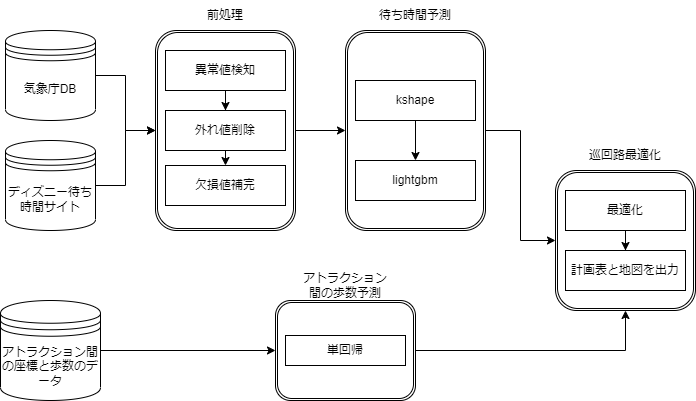 前処理
待ち時間予測
気象庁DB
異常値検知
外れ値削除
欠損値補完
kshape
lightgbm
ディズニー待ち
時間サイト
巡回路最適化
最適化
計画表と地図を出力
アトラクション
間の歩数予測
単回帰
アトラクション間
の座標と歩数のデ
ータ